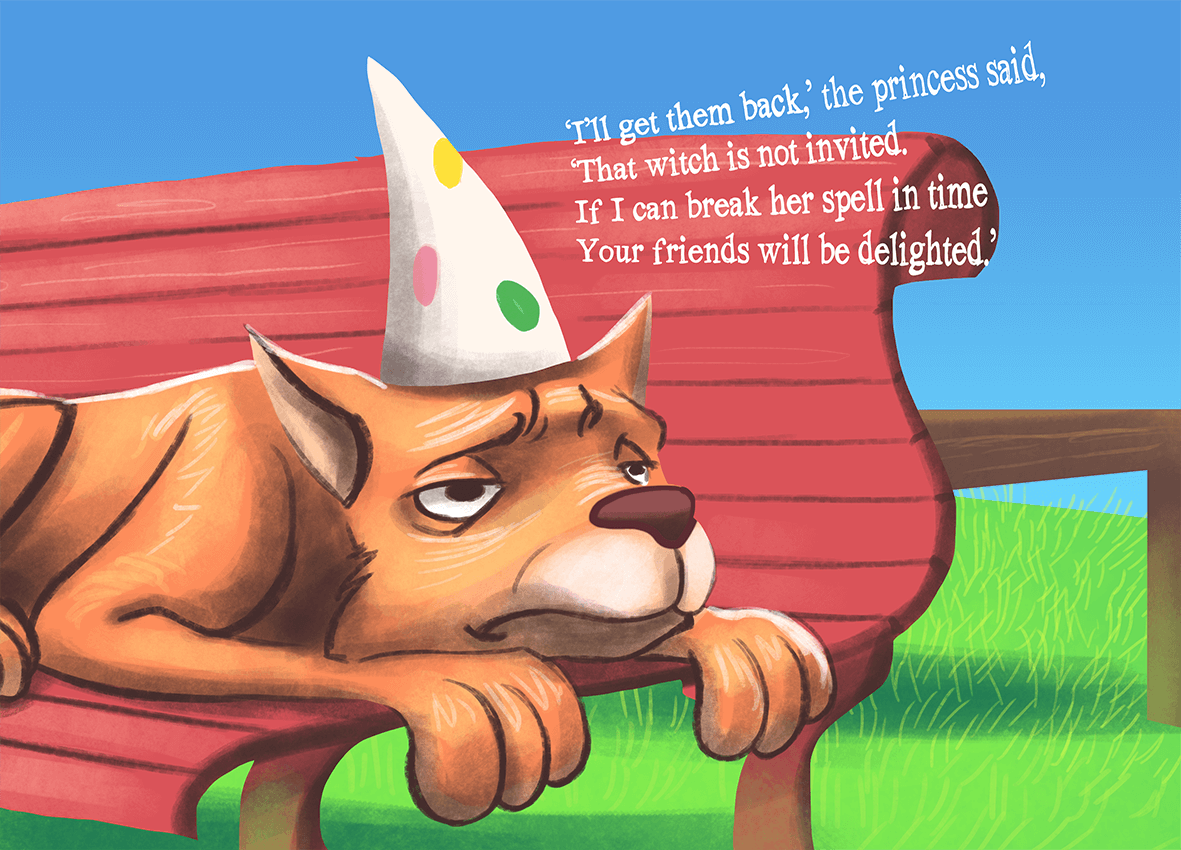 ‘I’ll get them back,’ the princess said,
‘That witch is not invited.
If I can break her spell in time
Your friends will be delighted.’